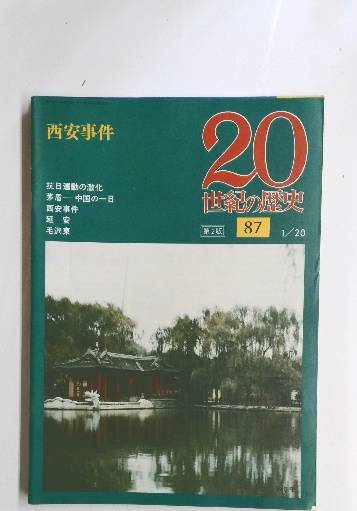 西安事件
20
世紀の歴史
抗日運動の激化
茅盾— 中国の一日
西安事件
延 安
毛沢東
第2版
87
1/20